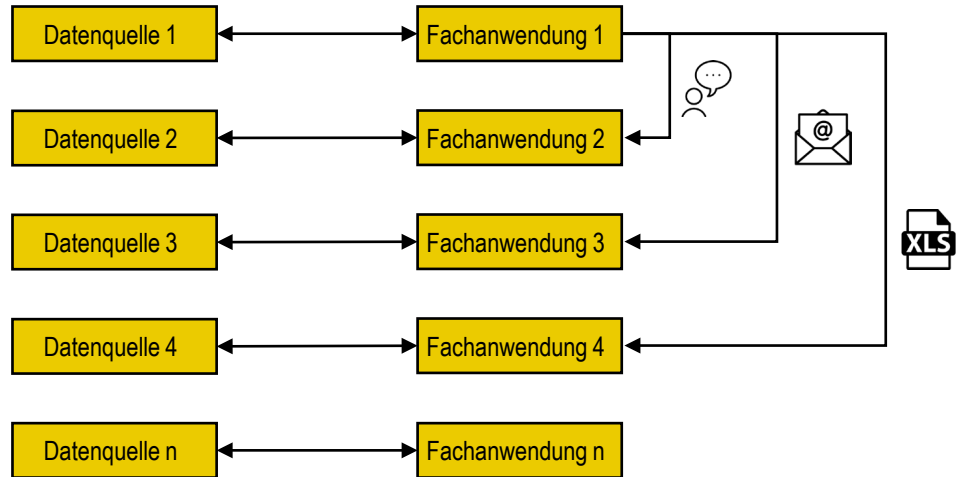 Datenquelle 1
Fachanwendung 1
Datenquelle 2
Fachanwendung 2
@
Datenquelle 3
Fachanwendung 3
XLS
Datenquelle 4
Fachanwendung 4
Datenquelle n
Fachanwendung n